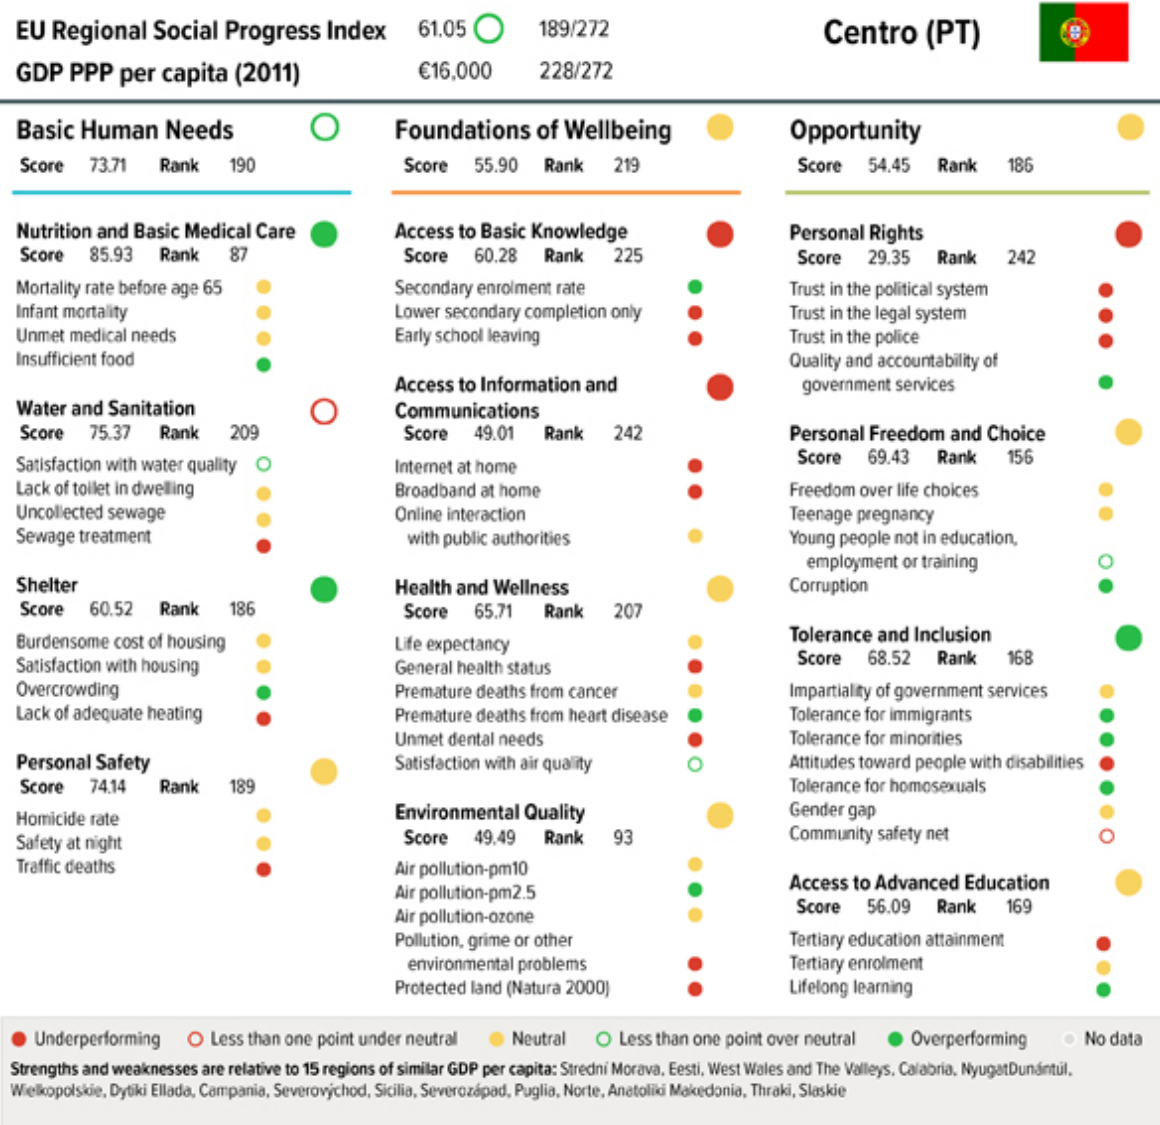 EU Regional Social Progress Index 61.05 189/272
GDP PPP per capita (2011) €16,000 228/272
Centro (PT)
Basic Human Needs
Score 73.71 Rank 190
Nutrition and Basic Medical Care
Score 85.93 Rank 87
Mortality rate before age 65
Infant mortality
Unmet medical needs
Insufficient food
Water and Sanitation
Score 75.37 Rank 209
Satisfaction with water quality
Lack of toilet in dwelling
Uncollected sewage
Sewage treatment
Shelter
Score 60.52 Rank 186
Burdensome cost of housing
Satisfaction with housing
Overcrowding
Lack of adequate heating
Personal Safety
Score 74.14 Rank 189
Homicide rate
Safety at night
Traffic deaths
Foundations of Wellbeing
Score 55.90 Rank 219
Access to Basic Knowledge
Score 60.28 Rank 225
Secondary enrolment rate
Lower secondary completion only
Early school leaving
Access to Information and
Communications
Score 49.01 Rank 242
Internet at home
Broadband at home
Online interaction
with public authorities
Health and Wellness
Score 65.71 Rank 207
Life expectancy
General health status
Premature deaths from cancer
Premature deaths from heart disease
Unmet dental needs
Satisfaction with air quality
Environmental Quality
Score 49.49 Rank 93
Air pollution-pm10
Air pollution-pm2.5
Air pollution-ozone
Pollution, grime or other
environmental problems
Protected land (Natura 2000)
Opportunity
Score 54.45 Rank 186
Personal Rights
Score 29.35 Rank 242
Trust in the political system
Trust in the legal system
Trust in the police
Quality and accountability of
government services
Personal Freedom and Choice
Score 69.43 Rank 156
Freedom over life choices
Teenage pregnancy
Young people not in education,
employment or training
Corruption
Tolerance and Inclusion
Score 68.52 Rank 168
Impartiality of government services
Tolerance for immigrants
Tolerance for minorities
Attitudes toward people with disabilities
Tolerance for homosexuals
Gender gap
Community safety net
Access to Advanced Education
Score 56.09 Rank 169
Tertiary education attainment
Tertiary enrolment
Lifelong learning
Underperforming Less than one point under neutral Neutral Less than one point over neutral Overperforming No data
Strengths and weaknesses are relative to 15 regions of similar GDP per capita: Strední Morava, Eesti, West Wales and The Valleys, Calabria, NyugatDunántúl,
Wielkopolskie, Dytiki Ellada, Campania, Severovýchod, Sicilia, Severozápad, Puglia, Norte, Anatoliki Makedonia, Thraki, Slaskie